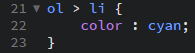 21 ▼ ol > li {
22 color : cyan;
23 }